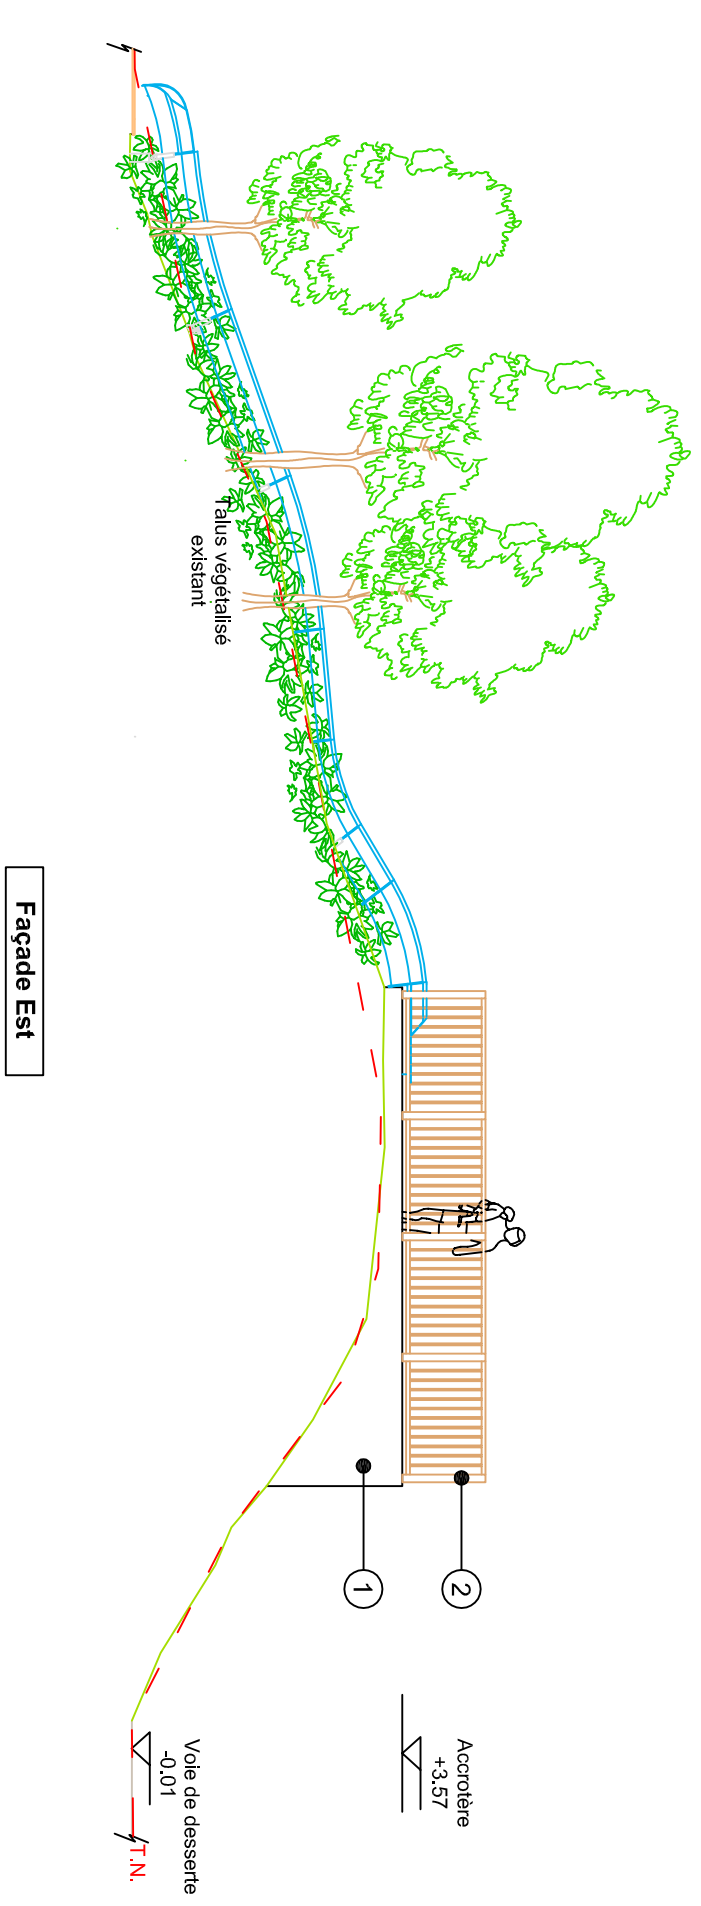 Talus végétalisé
existant
2
1
Accrotère
+3.57
Voie de desserte
-0.01
T.N.
Façade Est